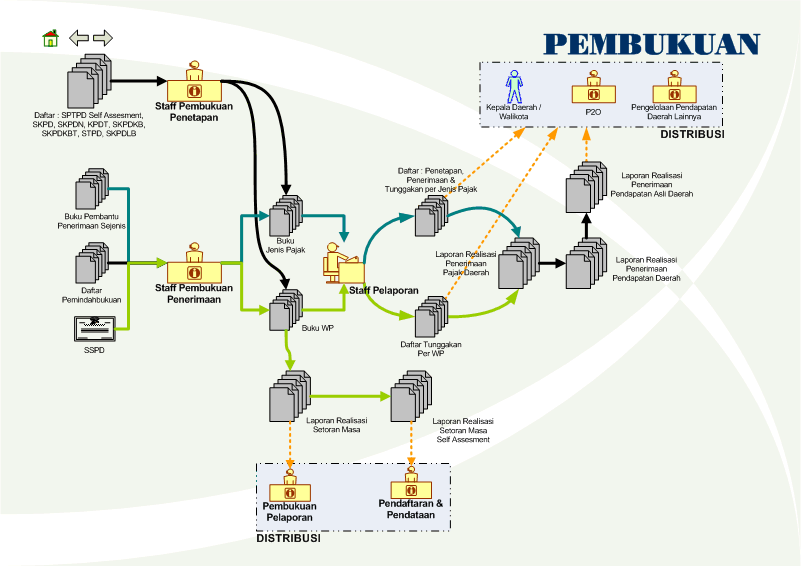 PEMBUKUAN
Daftar : SPTPD Self Assesment,
SKPD, SKPDN, KPDT, SKPDKB,
SKPDKBT, STPD, SKPDLB
Staff Pembukuan
Penetapan
Kepala Daerah /
Walikota
P2O
Pengelolaan Pendapatan
Daerah Lainnya
DISTRIBUSI
Buku Pembantu
Penerimaan Sejenis
Daftar
Pemindahbukuan
SSPD
Staff Pembukuan
Penerimaan
Buku
Jenis Pajak
Buku WP
Staff Pelaporan
Daftar : Penetapan,
Penerimaan &
Tunggakan per Jenis Pajak
Laporan Realisasi
Penerimaan
Pajak Daerah
Daftar Tunggakan
Per WP
Laporan Realisasi
Penerimaan
Pendapatan Asli Daerah
Laporan Realisasi
Penerimaan
Pendapatan Daerah
Laporan Realisasi
Setoran Masa
Laporan Realisasi
Setoran Masa
Self Assesment
Pembukuan
Pelaporan
Pendaftaran &
Pendataan
DISTRIBUSI